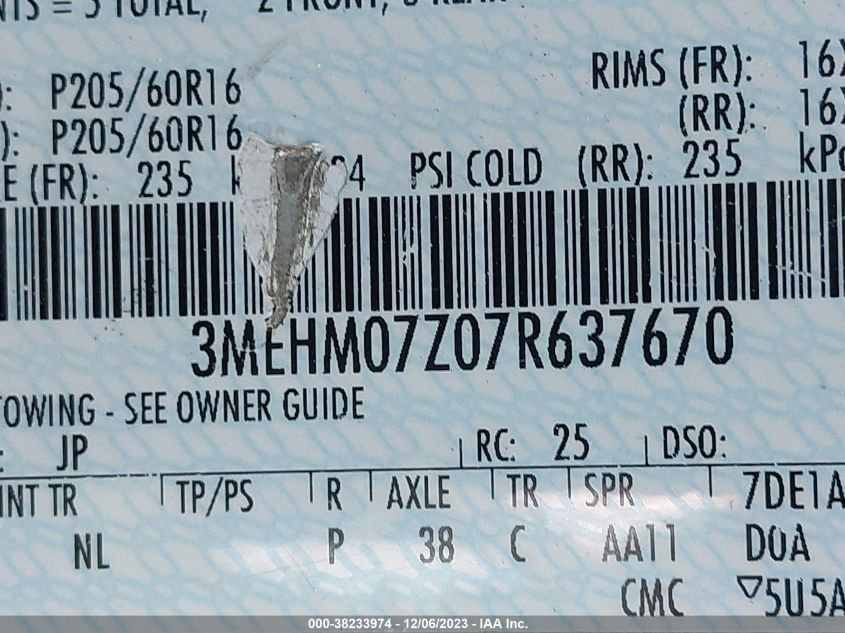 NTS = 5 TOTAL, 2 FRONT, 3 REAR
): P205/60R16 RIMS (FR): 16X
): P205/60R16 (RR): 16X
E (FR): 235 k 4 PSI COLD (RR): 235 kPa
3MEHM07Z07R637670
TOWING - SEE OWNER GUIDE
: JP RC: 25 DSO:
INT TR TP/PS R AXLE TR SPR 7DE1A
NL P 38 C AA11 D0A
CMC ▽5U5A
000-38233974 - 12/06/2023 - IAA Inc.